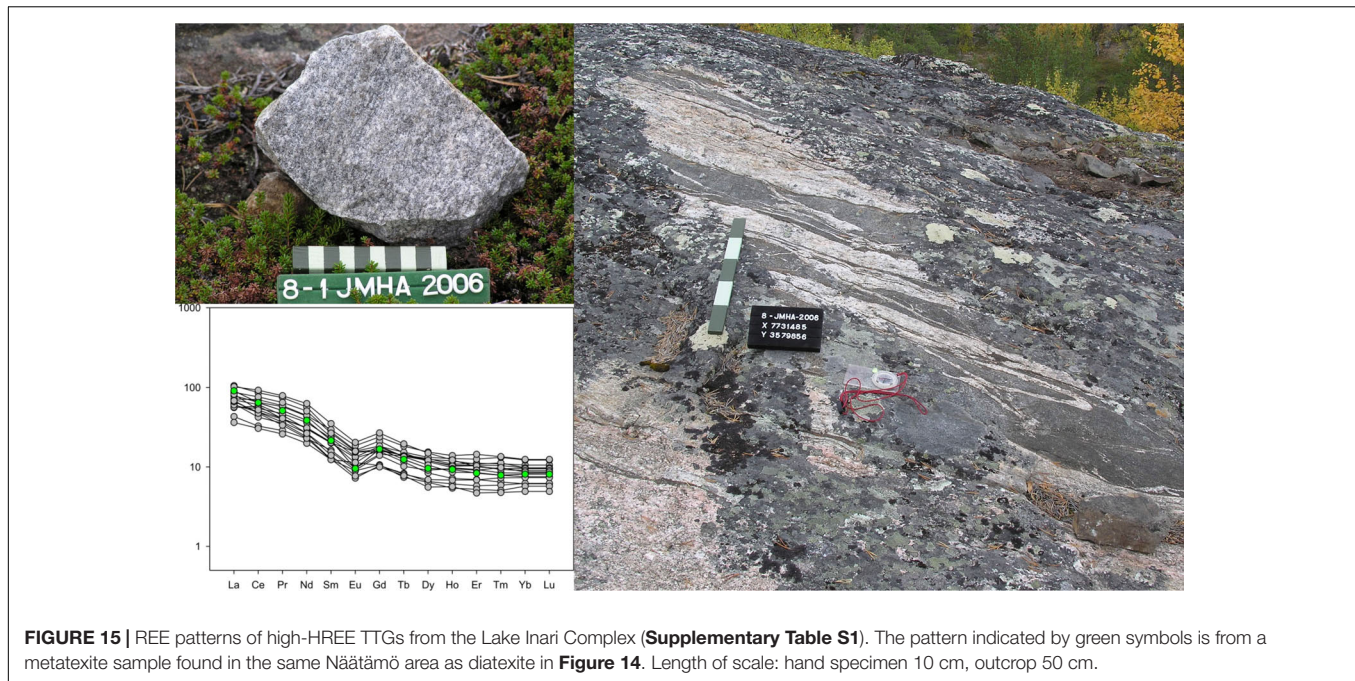 8-1 JMHA 2006
8-JMHA-2006
X 7731485
Y 3579856
1000
100
10
1
La Ce Pr Nd Sm Eu Gd Tb Dy Ho Er Tm Yb Lu
FIGURE 15 | REE patterns of high-HREE TTGs from the Lake Inari Complex (Supplementary Table S1). The pattern indicated by green symbols is from a
metatexite sample found in the same Näätämö area as diatexite in Figure 14. Length of scale: hand specimen 10 cm, outcrop 50 cm.